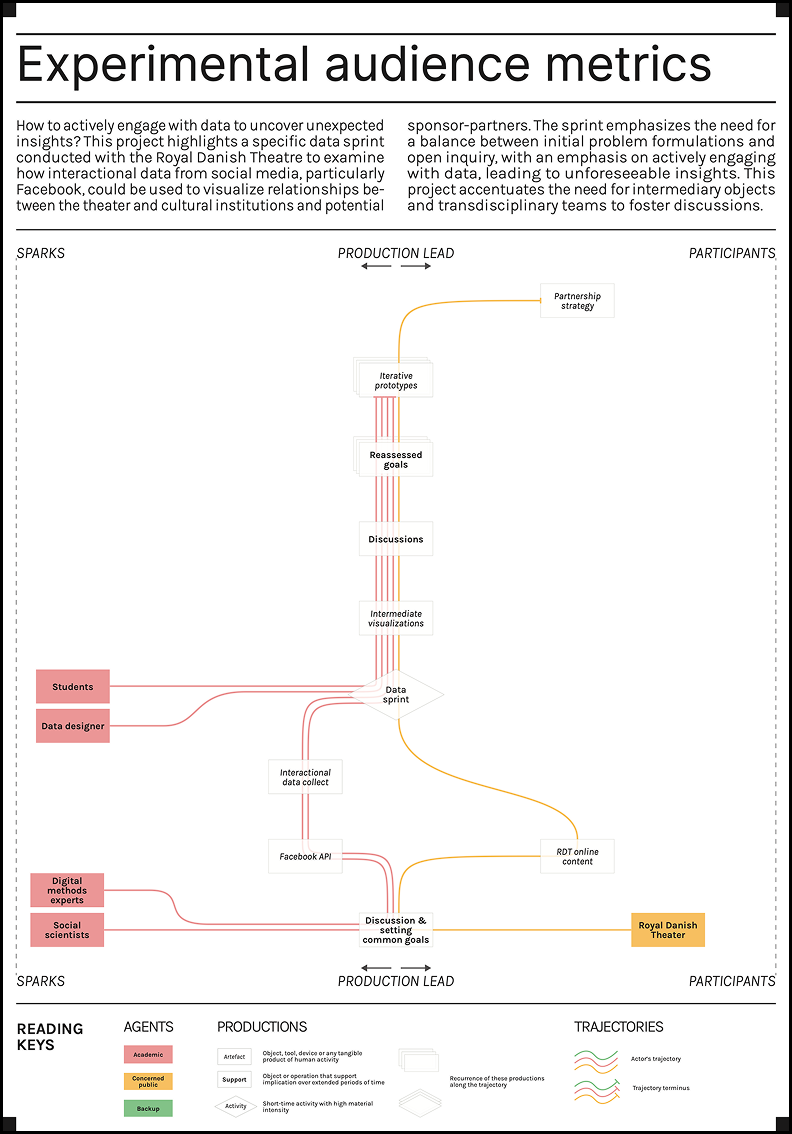 Experimental audience metrics
How to actively engage with data to uncover unexpected
insights? This project highlights a specific data sprint
conducted with the Royal Danish Theatre to examine
how interactional data from social media, particularly
Facebook, could be used to visualize relationships be-
tween the theater and cultural institutions and potential
sponsor-partners. The sprint emphasizes the need for
a balance between initial problem formulations and
open inquiry, with an emphasis on actively engaging
with data, leading to unforeseeable insights. This
project accentuates the need for intermediary objects
and transdisciplinary teams to foster discussions.
SPARKS
PRODUCTION LEAD
PARTICIPANTS
Partnership
strategy
Iterative
prototypes
Reassessed
goals
Discussions
Intermediate
visualizations
Students
Data
sprint
Data designer
Interactional
data collect
Facebook API
RDT online
content
Digital
methods
experts
Social
scientists
Discussion &
setting
common goals
Royal Danish
Theater
SPARKS
PRODUCTION LEAD
PARTICIPANTS
READING
KEYS
AGENTS
Academic
Concerned
public
Backup
PRODUCTIONS
Artefact
Object, tool, device or any tangible
product of human activity
Support
Object or operation that support
implication over extended periods of time
Activity
Short-time activity with high material
intensity
Recurrence of these productions
along the trajectory
TRAJECTORIES
Actor's trajectory
Trajectory terminus